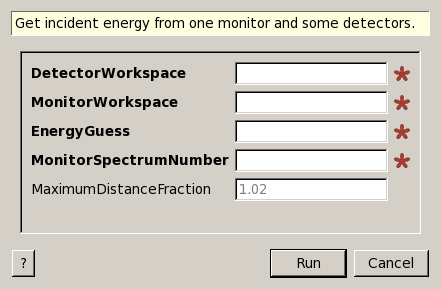 Get incident energy from one monitor and some detectors.
DetectorWorkspace
MonitorWorkspace
EnergyGuess
MonitorSpectrumNumber
MaximumDistanceFraction 1.02
? Run Cancel